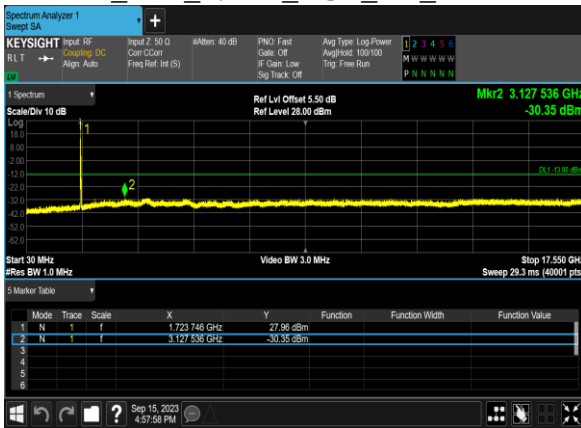 Spectrum Analyzer 1
Swept SA
+
KEYSIGHT Input: RF Input Z: 50 Ω #Atten: 40 dB PNO: Fast Avg Type: Log-Power 1 2 3 4 5 6
RLT Coupling: DC Corr CCorr Gate: Off Avg|Hold: 100/100 M W W W W W
Align: Auto Freq Ref: Int (S) IF Gain: Low Trig: Free Run
Sig Track: Off P N N N N N
LV
1 Spectrum Ref Lvl Offset 5.50 dB Mkr2 3.127 536 GHz
Scale/Div 10 dB Ref Level 28.00 dBm -30.35 dBm
Log
18.0
8.00
-2.00
-12.0
-22.0
-32.0
-42.0
-52.0
-62.0
1
2
DL1 -13.00 dBm
Start 30 MHz Video BW 3.0 MHz Stop 17.550 GHz
#Res BW 1.0 MHz Sweep 29.3 ms (40001 pts)
5 Marker Table
Mode Trace Scale X Y Function Function Width Function Value
1 N 1 f 1.723 746 GHz 27.96 dBm
2 N 1 f 3.127 536 GHz -30.35 dBm
3
4
5
6
? Sep 15, 2023
4:57:58 PM